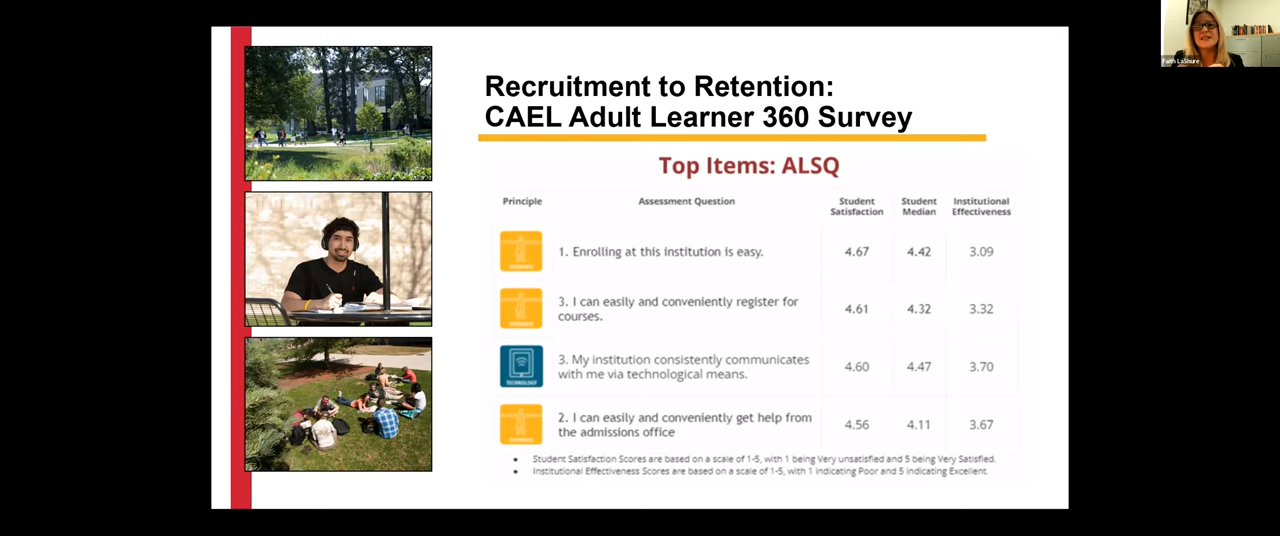 Recruitment to Retention:
CAEL Adult Learner 360 Survey
Top Items: ALSQ
Principle Assessment Question Student Satisfaction Student Median Institutional Effectiveness
1. Enrolling at this institution is easy. 4.67 4.42 3.09
3. I can easily and conveniently register for
courses. 4.61 4.32 3.32
3. My institution consistently communicates
with me via technological means. 4.60 4.47 3.70
TECHNOLOGY
2. I can easily and conveniently get help from
the admissions office 4.56 4.11 3.67
• Student Satisfaction Scores are based on a scale of 1-5, with 1 being Very unsatisfied and 5 being Very Satisfied.
• Institutional Effectiveness Scores are based on a scale of 1-5, with 1 indicating Poor and 5 indicating Excellent.
Faith LaShure